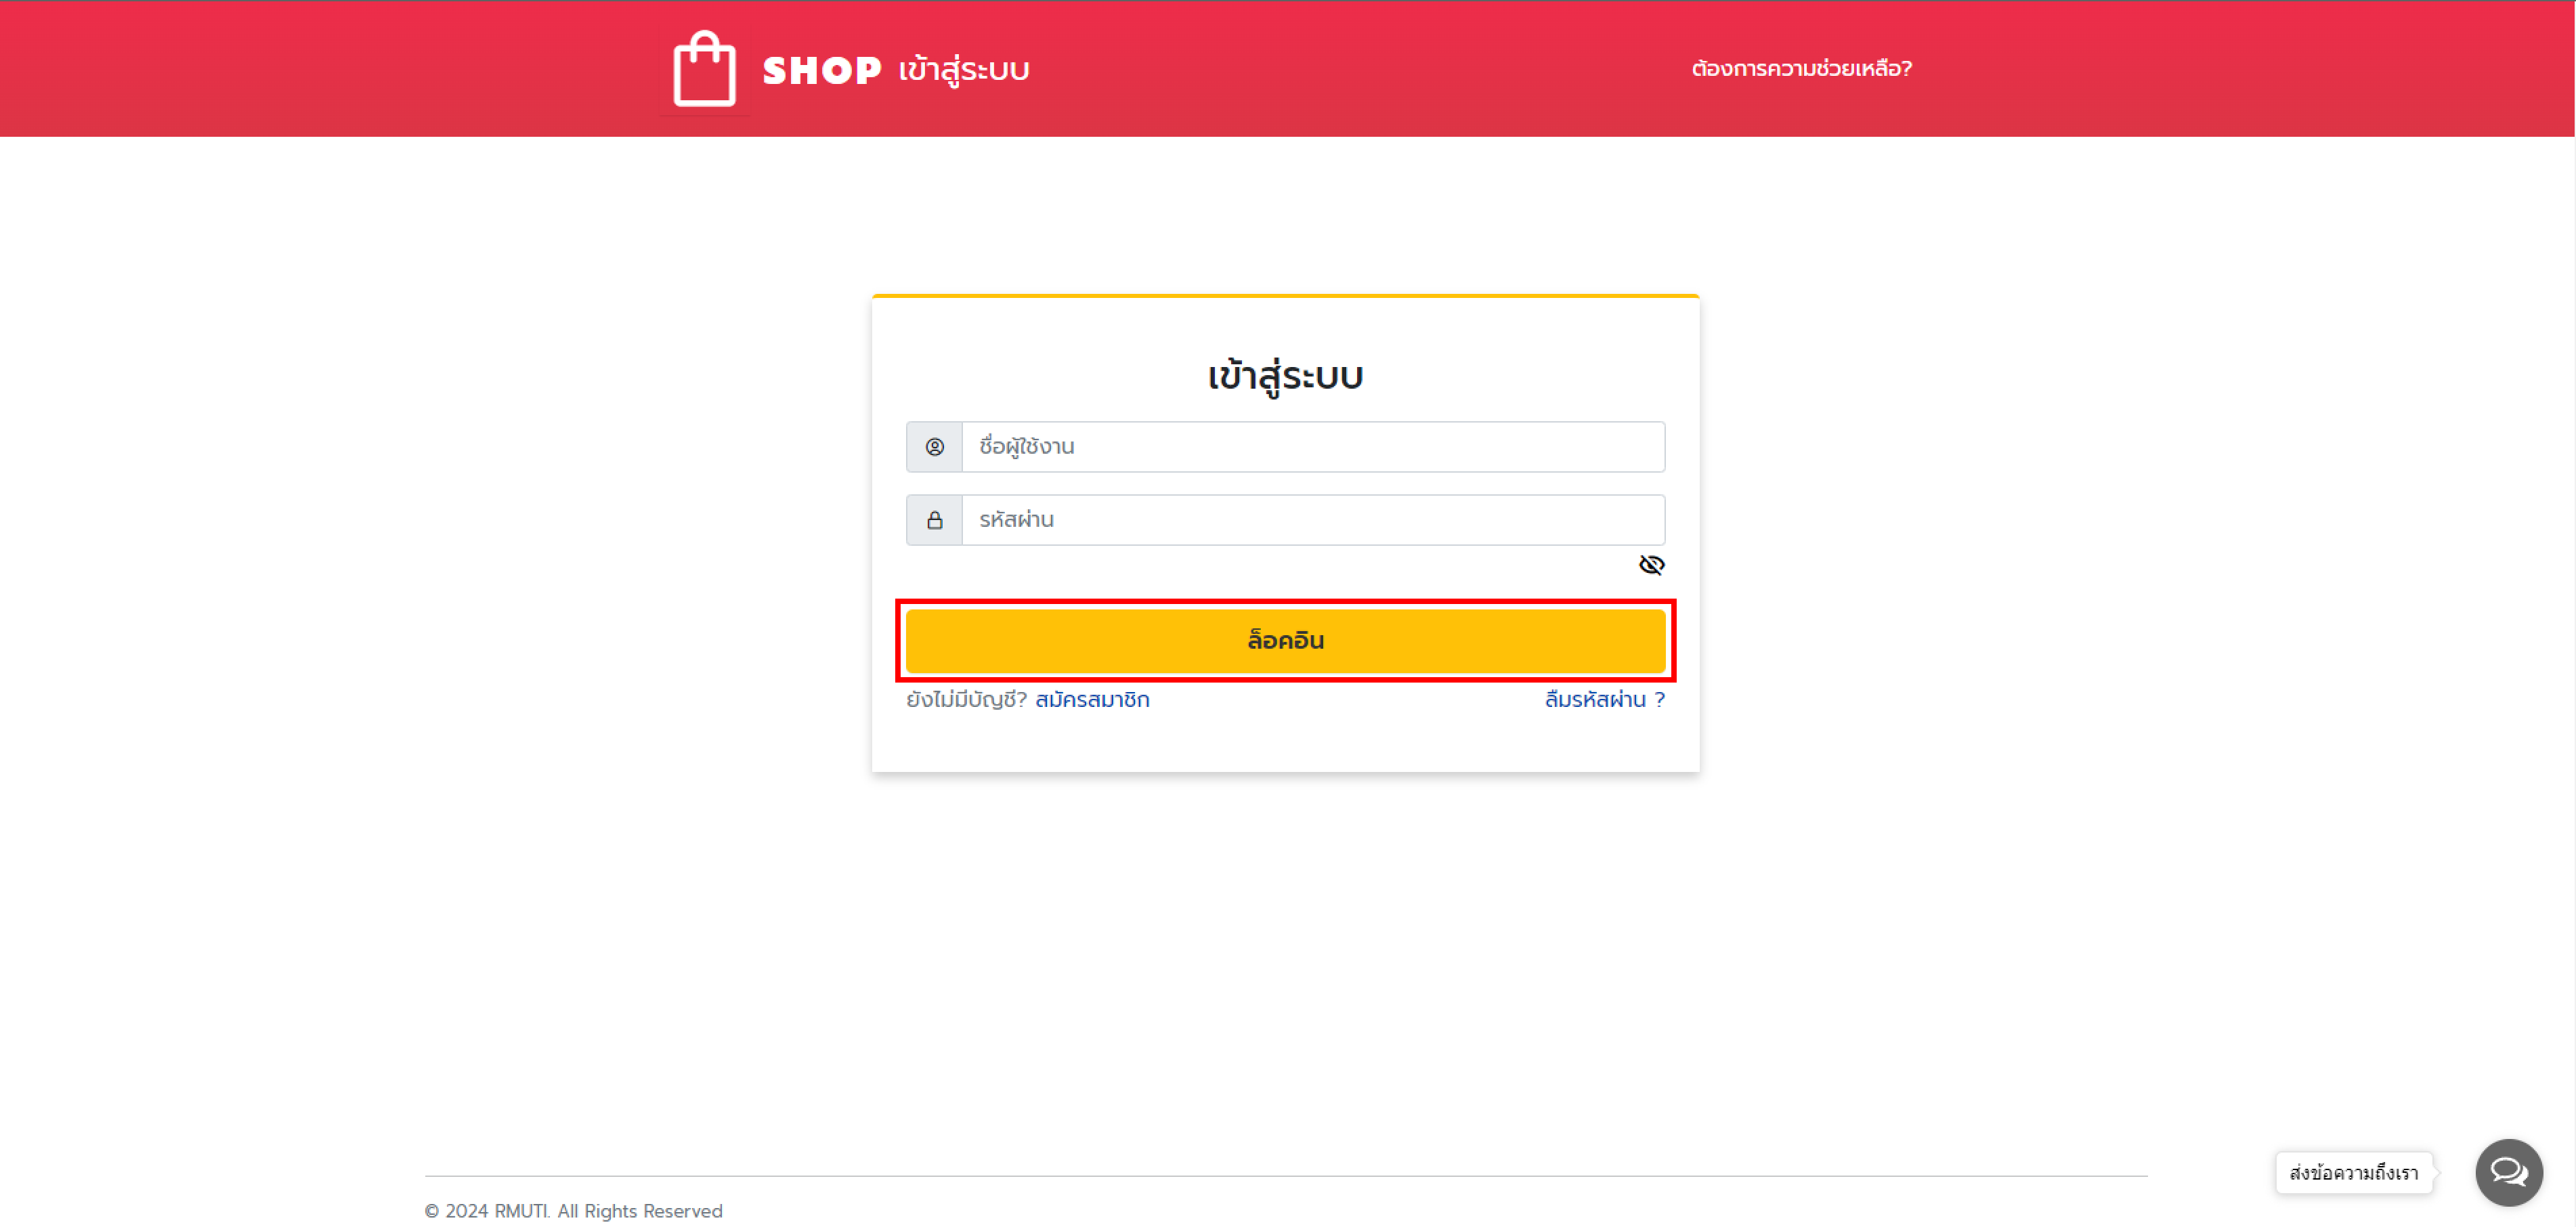 SHOP เข้าสู่ระบบ
ต้องการความช่วยเหลือ?
เข้าสู่ระบบ
ชื่อผู้ใช้งาน
รหัสผ่าน
ล็อคอิน
ยังไม่มีบัญชี? สมัครสมาชิก
ลืมรหัสผ่าน ?
ส่งข้อความถึงเรา
© 2024 RMUTI. All Rights Reserved